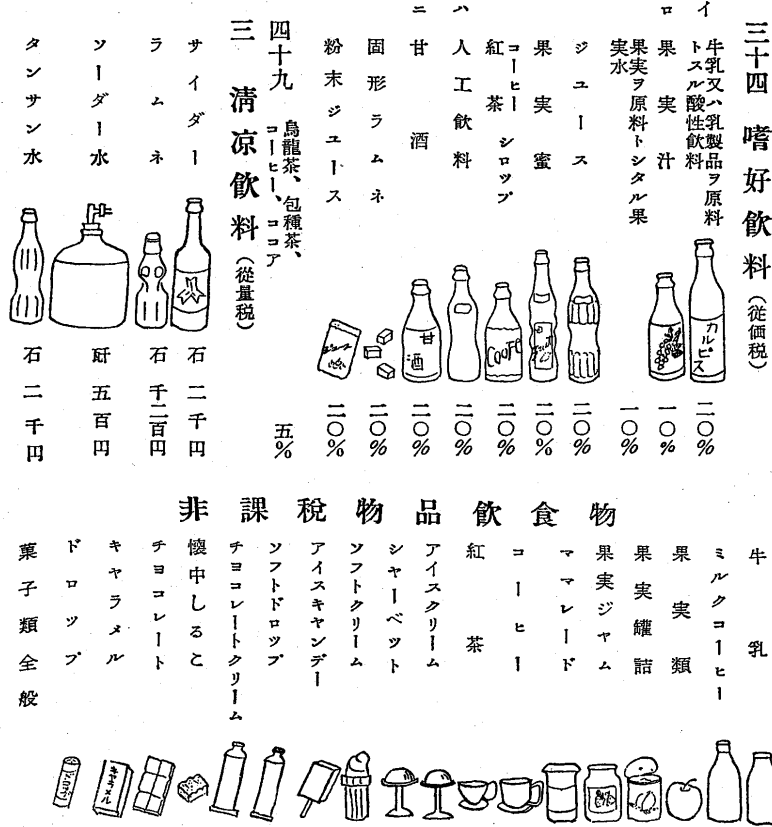 三十四 嗜好飲料(従価税)
イ 牛乳又ハ乳製品ヲ原料
トスル酸性飲料 二〇%
ロ 果実汁 一〇%
果実ヲ原料トシタル果
実水 一〇%
ジユース 二〇%
果実蜜 二〇%
コーヒー
紅茶 シロツプ 二〇%
ハ 人工飲料 二〇%
ニ 甘酒 二〇%
固形ラムネ 二〇%
粉末ジユース 二〇%
四十九 烏龍茶、包種茶、
コーヒー、ココア 五%
三 清凉飲料(従量税)
サイダー 石 二千円
ラムネ 石 千二百円
ソーダー水 瓩 五百円
タンサン水 石 二千円
カルピス
COOFE
甘酒
非課税物品飲食物
牛乳
ミルクコーヒー
果実類
果実罐詰
果実ジャム
ママレード
コーヒー
紅茶
アイスクリーム
シャーベット
ソフトクリーム
アイスキャンデー
ソフトドロップ
チョコレートクリーム
懐中しるこ
チョコレート
キャラメル
ドロップ
菓子類全般
キャラメル